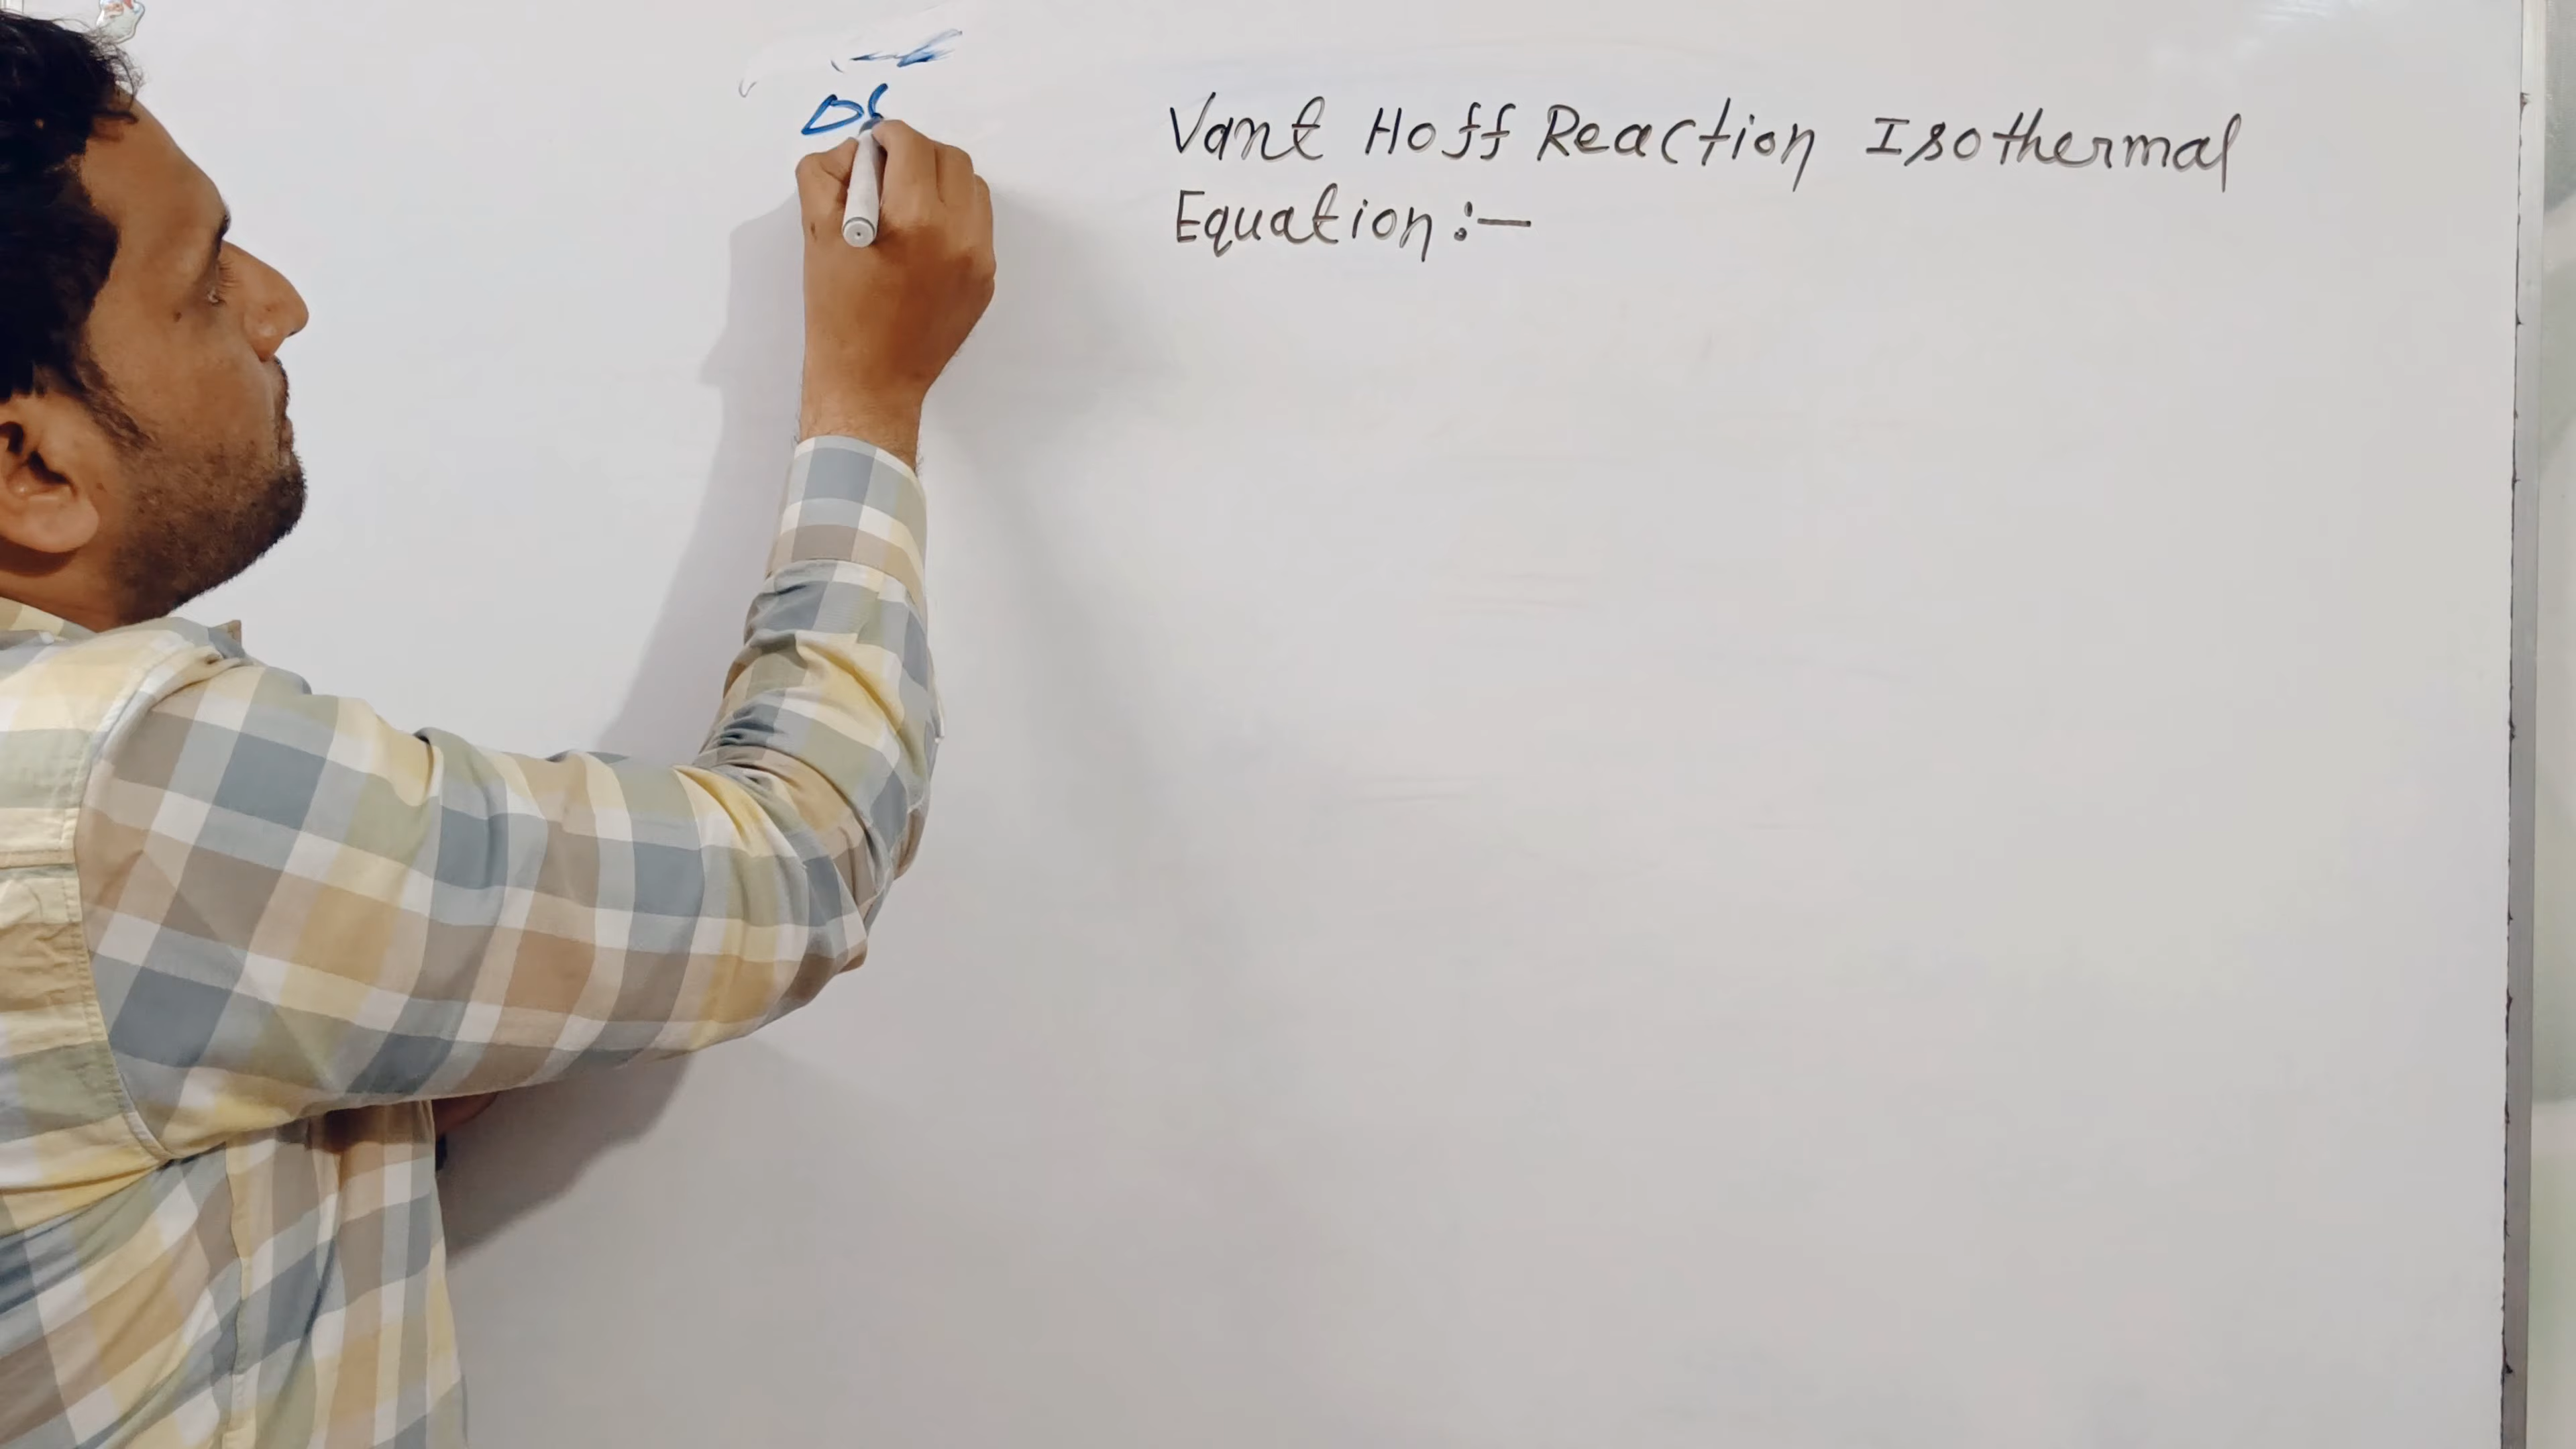 Vant Hoff Reaction Isothermal
Equation :-